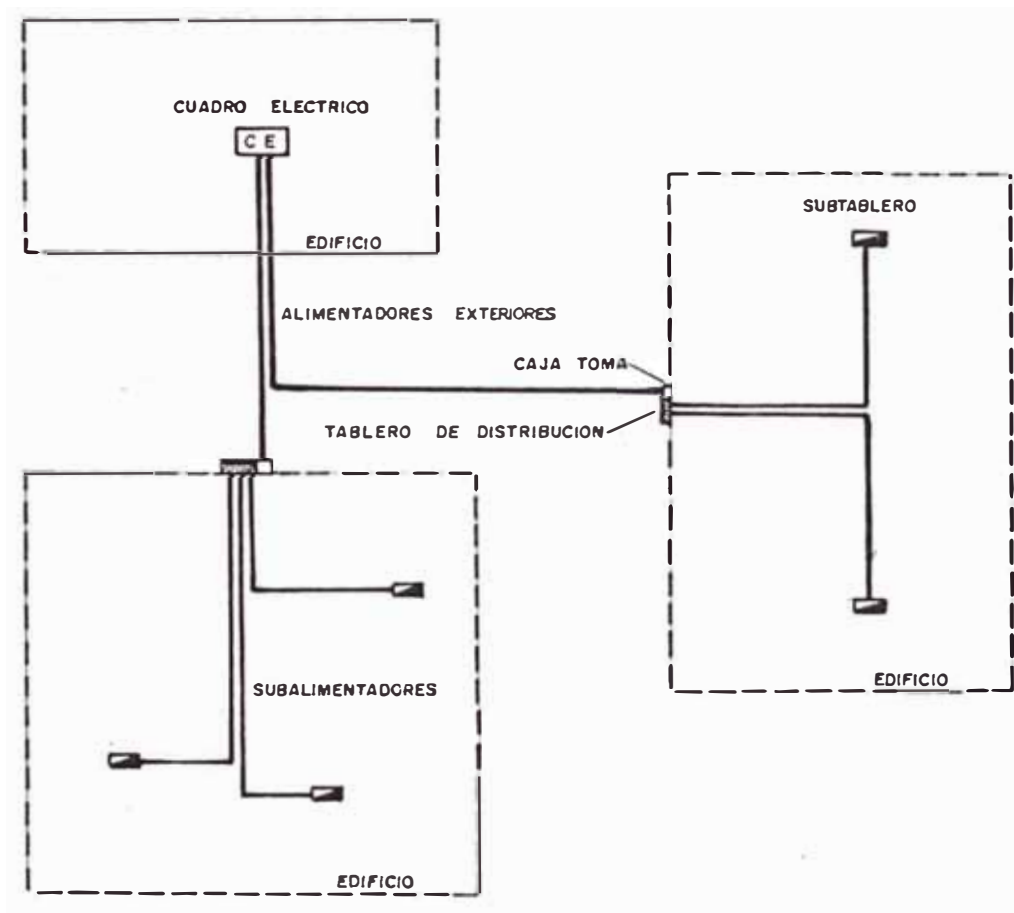 CUADRO ELECTRICO
C E
EDIFICIO
SUBTABLERO
ALIMENTADORES EXTERIORES
CAJA TOMA
TABLERO DE DISTRIBUCION
EDIFICIO
SUBALIMENTADORES
EDIFICIO